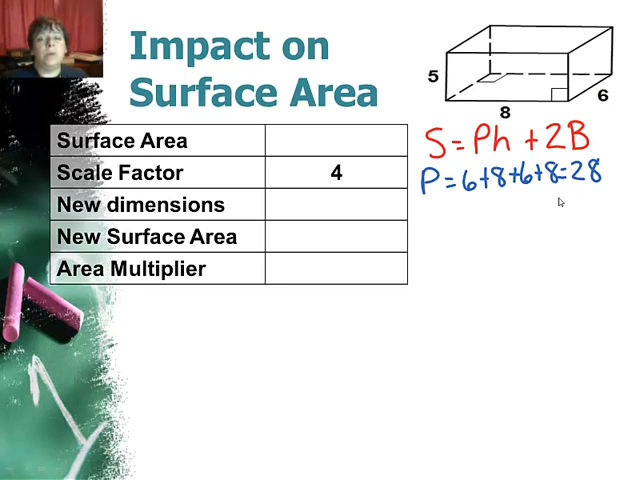 Impact on
Surface Area
5
6
8
S = Ph + 2B
P = 6+8+6+8=28
Surface Area
Scale Factor 4
New dimensions
New Surface Area
Area Multiplier